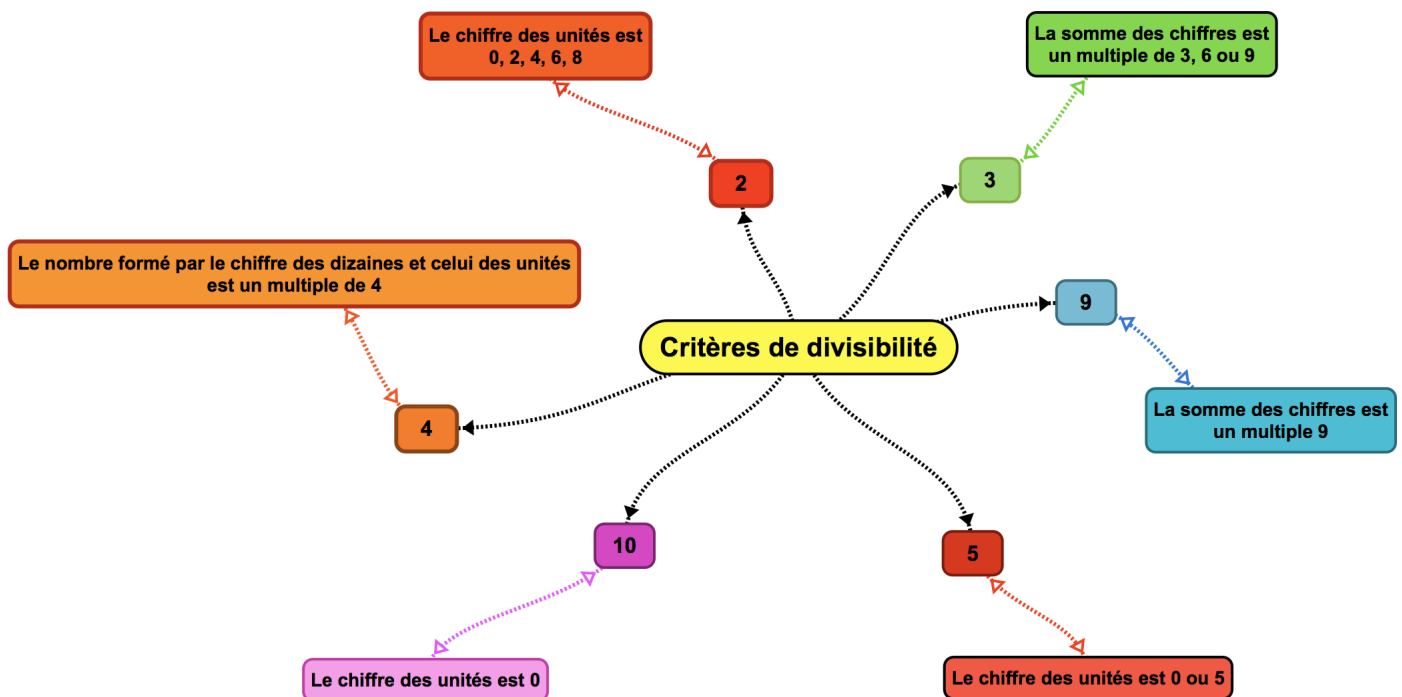 Le chiffre des unités est
0, 2, 4, 6, 8
La somme des chiffres est
un multiple de 3, 6 ou 9
2
3
Le nombre formé par le chiffre des dizaines et celui des unités
est un multiple de 4
9
Critères de divisibilité
4
La somme des chiffres est
un multiple 9
10
5
Le chiffre des unités est 0
Le chiffre des unités est 0 ou 5